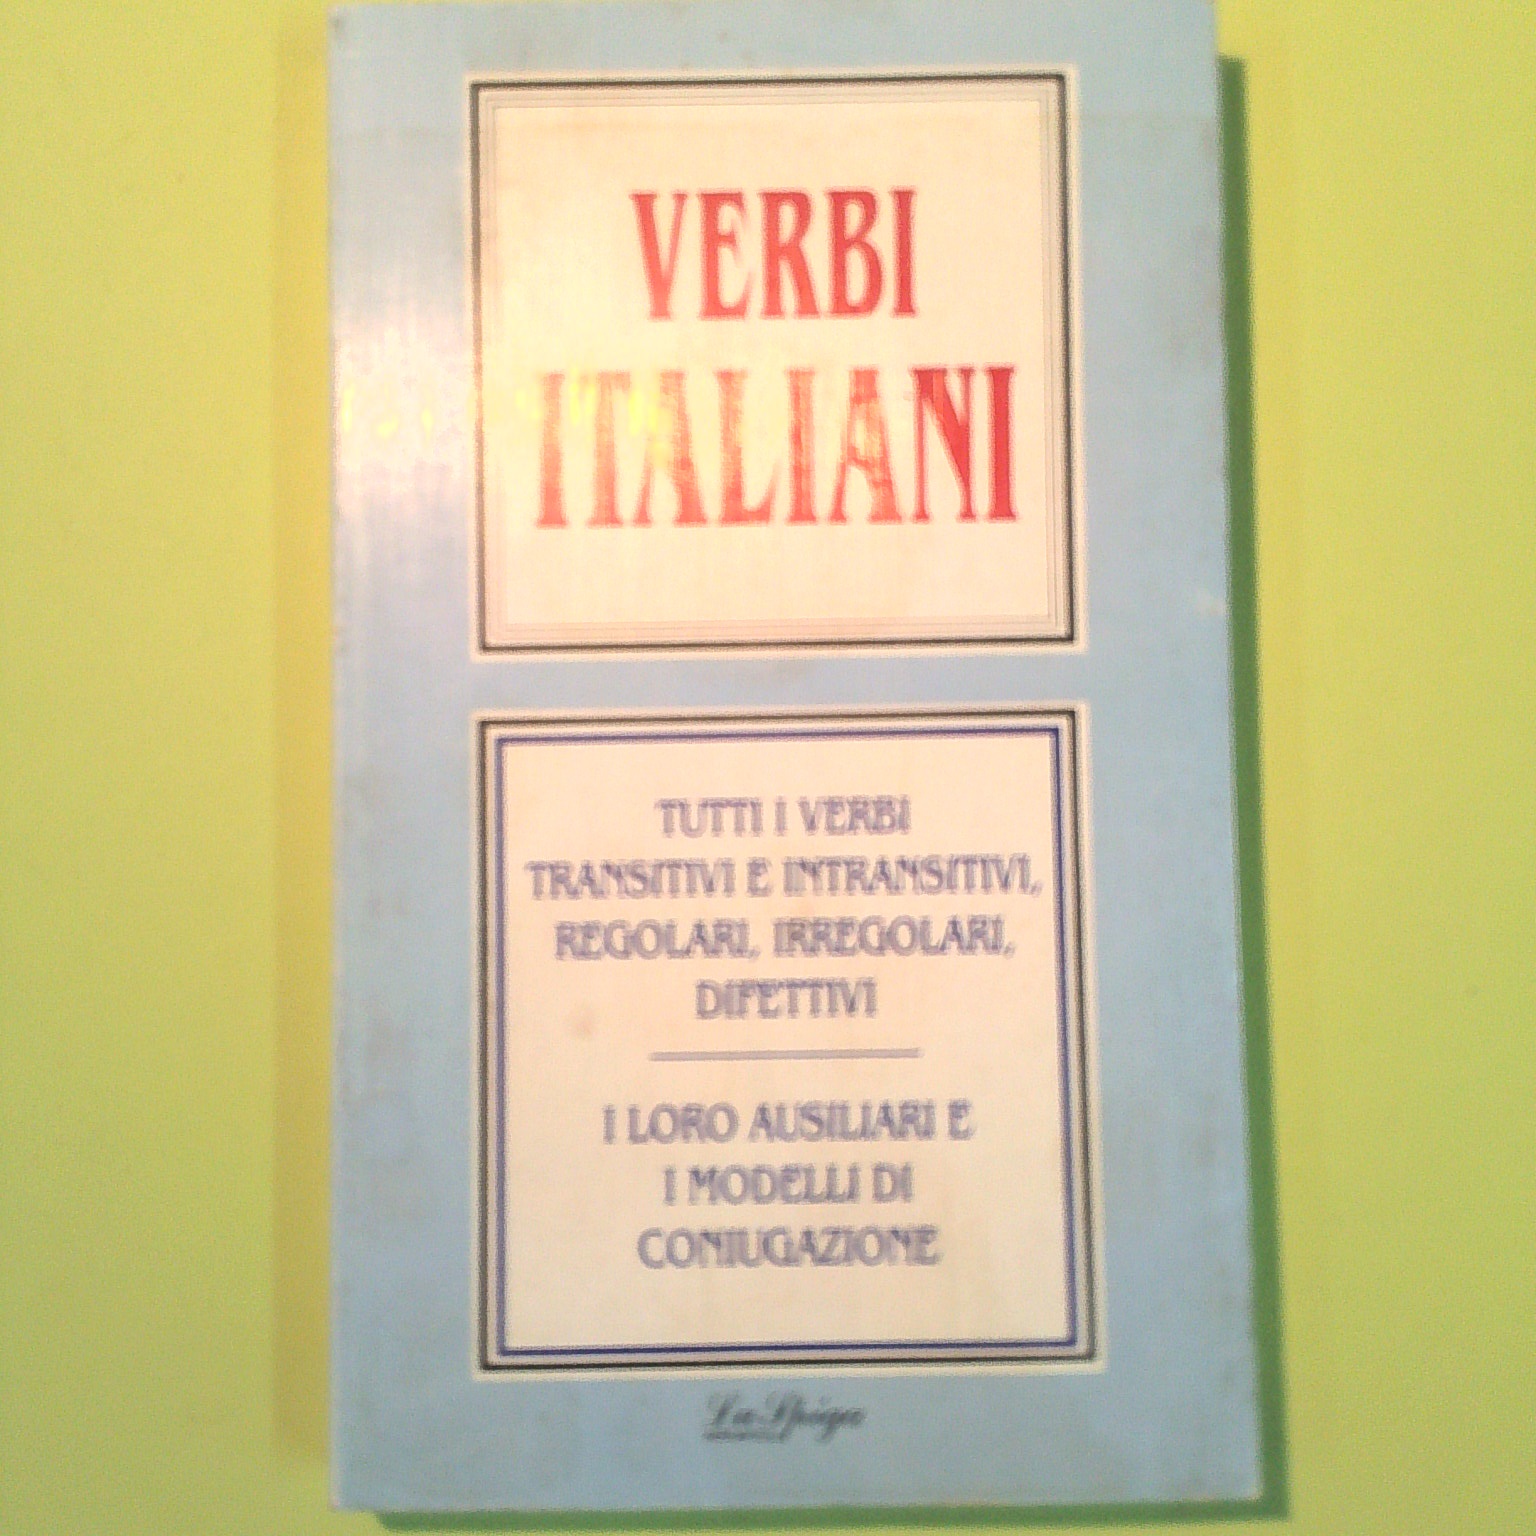 VERBI
ITALIANI
TUTTI I VERBI
TRANSITIVI E INTRANSITIVI,
REGOLARI, IRREGOLARI,
DIFETTIVI
I LORO AUSILIARI E
I MODELLI DI
CONIUGAZIONE
La Spiga